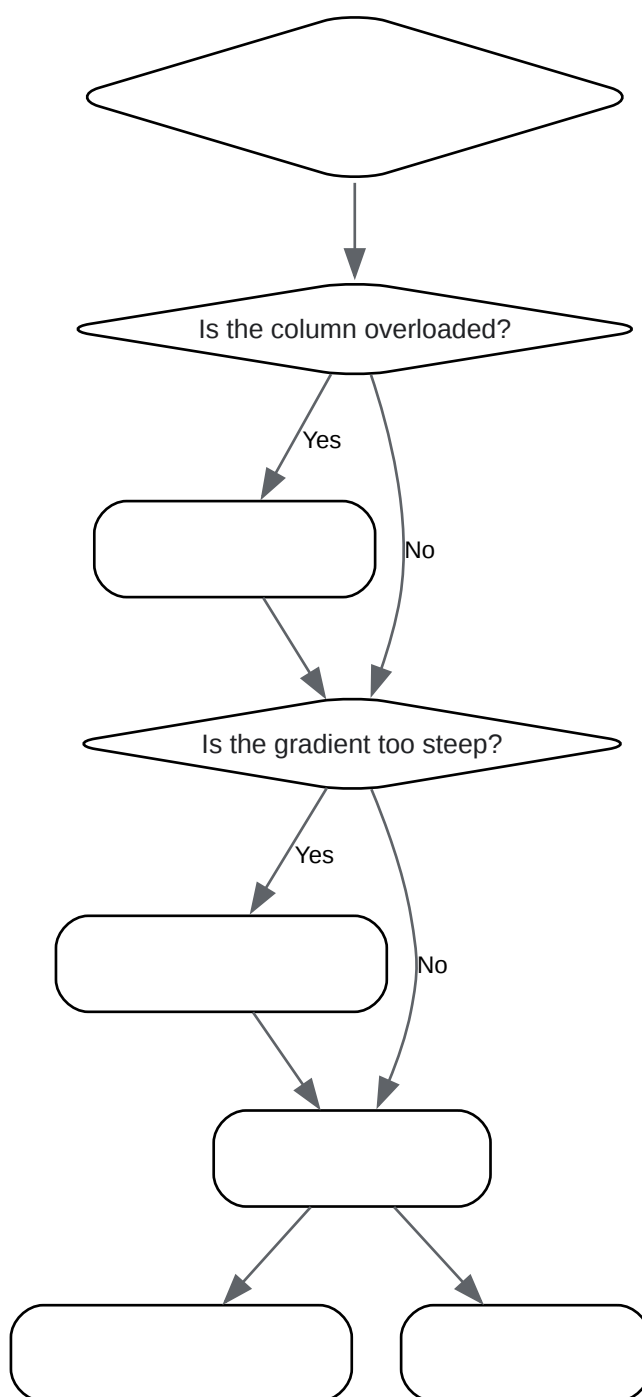 Is the column overloaded?
Yes
No
Is the gradient too steep?
Yes
No